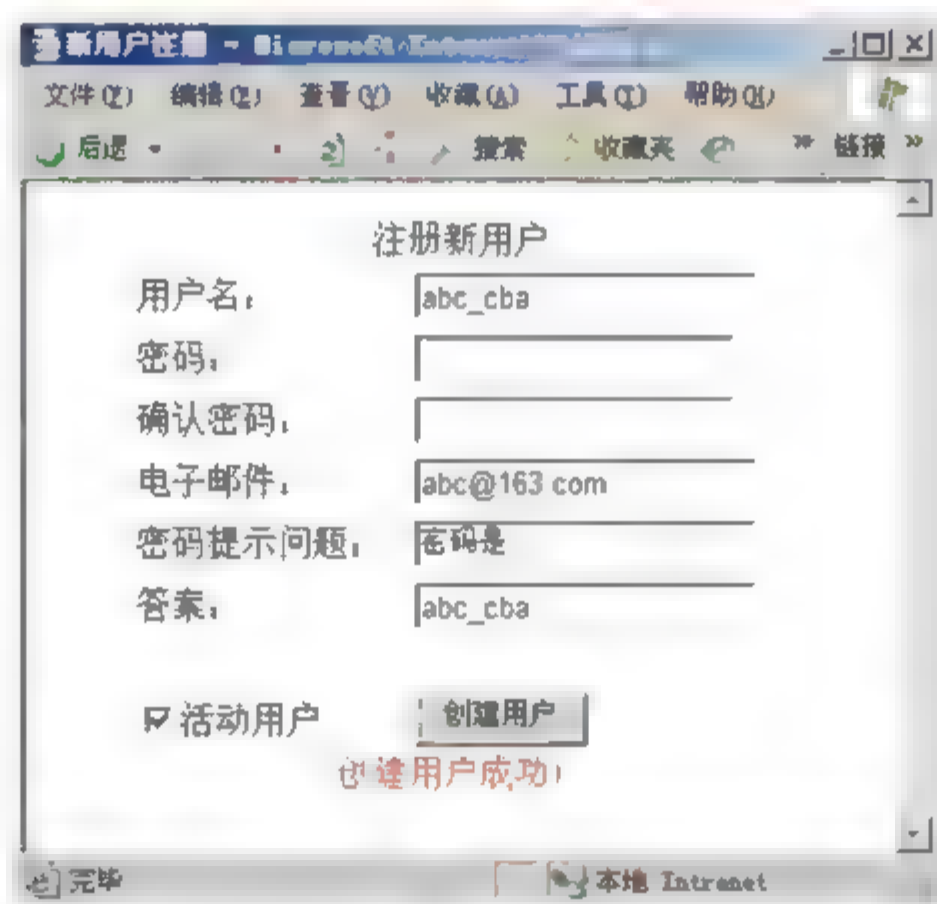 新用户注册 - Microsoft Internet
文件(F) 编辑(E) 查看(V) 收藏(A) 工具(T) 帮助(H)
后退 搜索 收藏夹 » 链接 »
注册新用户
用户名: abc_cba
密码:
确认密码:
电子邮件: abc@163 com
密码提示问题: 密码是
答案: abc_cba
活动用户 创建用户
创建用户成功!
完毕 本地 Intranet